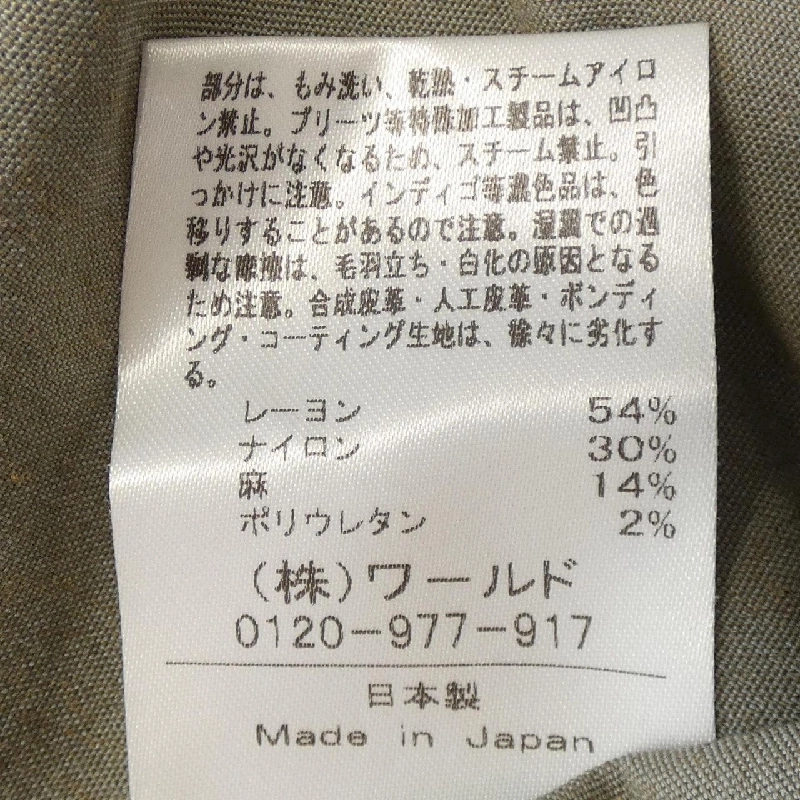 部分は、もみ洗い、乾燥・スチームアイロ
ン禁止。プリーツ等特殊加工製品は、凹凸
や光沢がなくなるため、スチーム禁止。引
っかけに注意。インディゴ等濃色品は、色
移りすることがあるので注意。湿潤での過
剰な摩擦は、毛羽立ち・白化の原因となる
ため注意。合成皮革・人工皮革・ボンディ
ング・コーティング生地は、徐々に劣化す
る。
レーヨン 54%
ナイロン 30%
麻 14%
ポリウレタン 2%
(株)ワールド
0120-977-917
日本製
Made in Japan